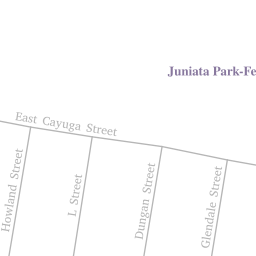 Juniata Park-Fe
East Cayuga Street
Howland Street
L Street
Dungan Street
Glendale Street